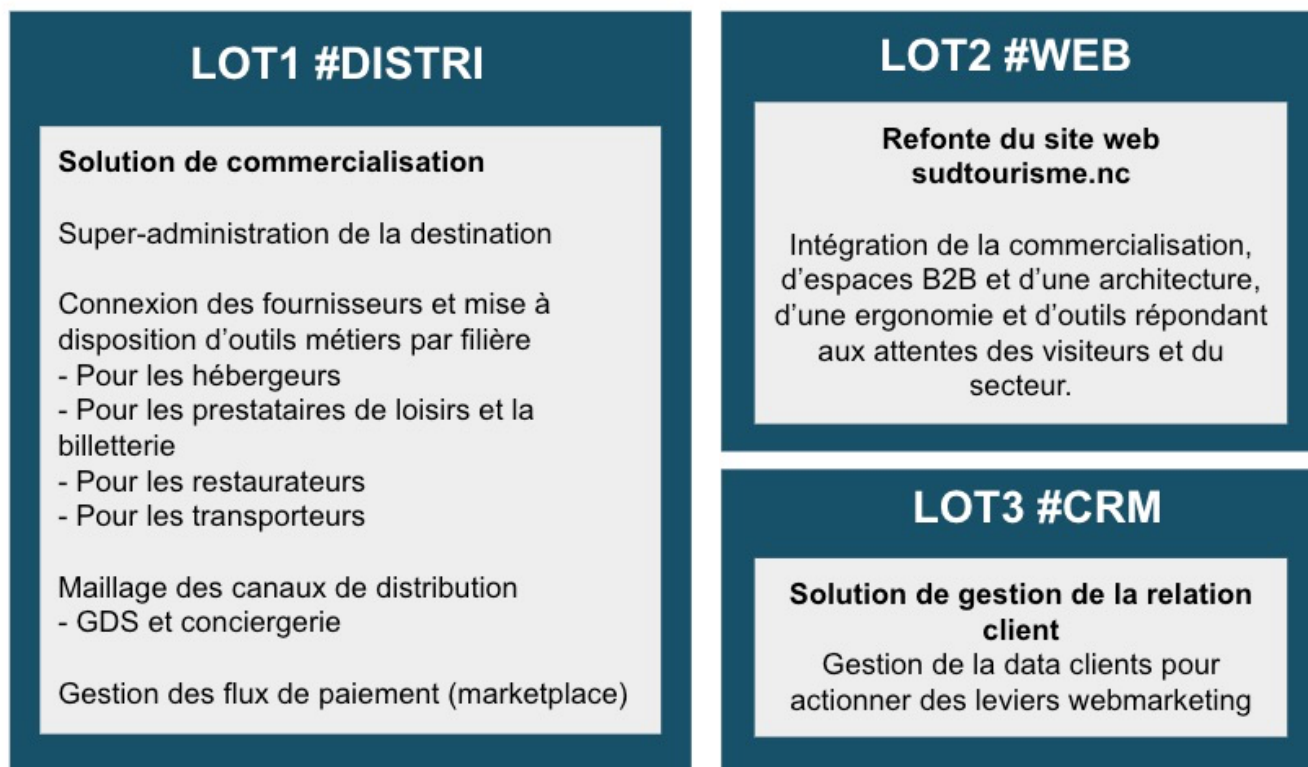 LOT1 #DISTRI
Solution de commercialisation
Super-administration de la destination
Connexion des fournisseurs et mise à
disposition d'outils métiers par filière
- Pour les hébergeurs
- Pour les prestataires de loisirs et la
billetterie
- Pour les restaurateurs
- Pour les transporteurs
Maillage des canaux de distribution
- GDS et conciergerie
Gestion des flux de paiement (marketplace)
LOT2 #WEB
Refonte du site web
sudtourisme.nc
Intégration de la commercialisation,
d'espaces B2B et d'une architecture,
d'une ergonomie et d'outils répondant
aux attentes des visiteurs et du
secteur.
LOT3 #CRM
Solution de gestion de la relation
client
Gestion de la data clients pour
actionner des leviers webmarketing